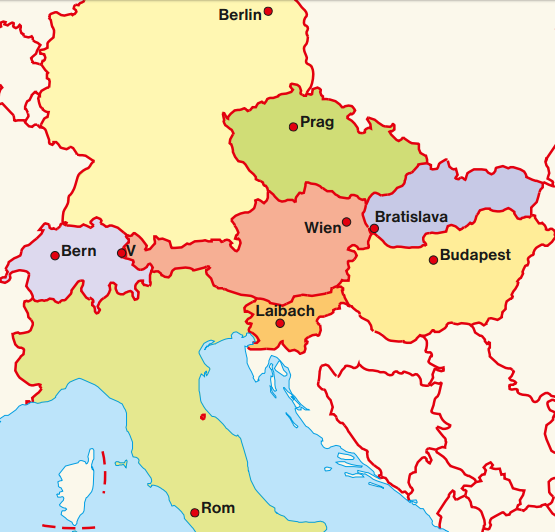 Berlin
Prag
Wien
Bratislava
Bern
V
Budapest
Laibach
Rom